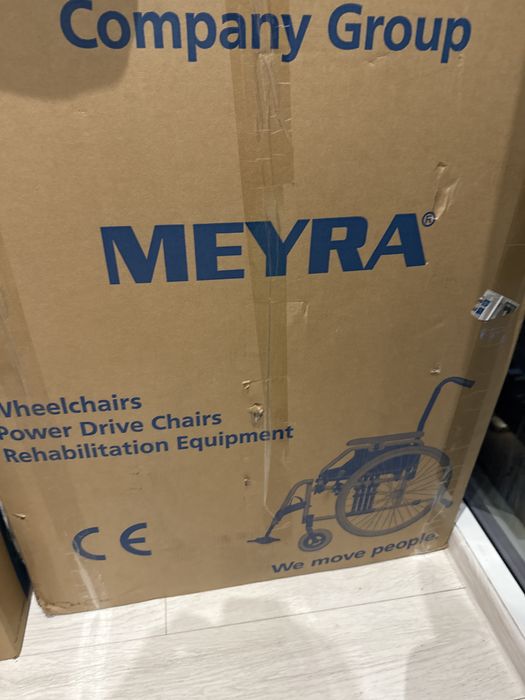 Company Group
MEYRA®
Wheelchairs
Power Drive Chairs
Rehabilitation Equipment
CE
We move people.